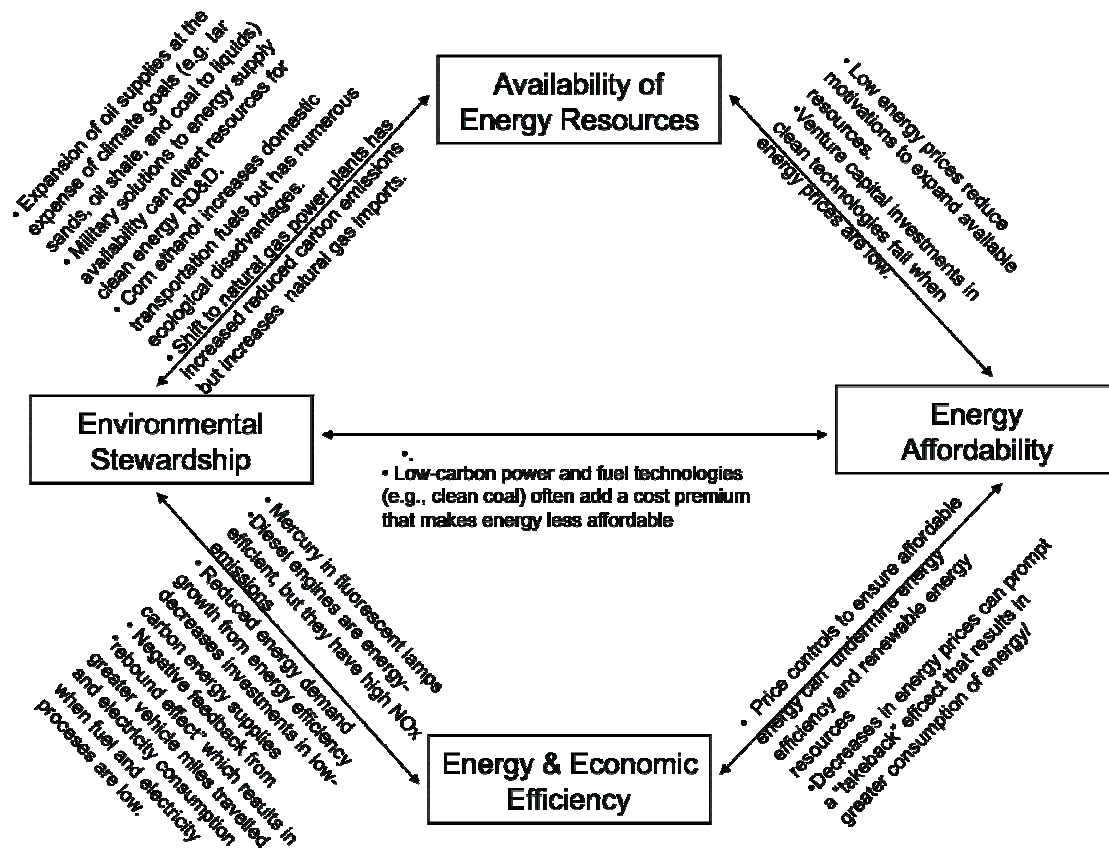 • Expansion of oil supplies at the
expense of climate goals (e.g. tar
sands, oil shale, and coal to liquids)
• Military solutions to energy supply
availability can divert resources for
clean energy RD&D.
• Corn ethanol increases domestic
transportation fuels but has numerous
ecological disadvantages.
• Shift to natural gas power plants has
increased reduced carbon emissions
but increases natural gas imports.
Availability of
Energy Resources
• Low energy prices reduce
motivations to expand available
resources.
•Venture capital investments in
clean technologies fail when
energy prices are low.
Environmental
Stewardship
Energy
Affordability
•.
• Low-carbon power and fuel technologies
(e.g., clean coal) often add a cost premium
that makes energy less affordable
• Mercury in fluorescent lamps
•Diesel engines are energy-
efficient, but they have high NOx
emissions
• Reduced energy demand
growth from energy efficiency
decreases investments in low-
carbon energy supplies
• Negative feedback from
"rebound effect" which results in
greater vehicle miles travelled
and electricity consumption
when fuel and electricity
processes are low.
• Price controls to ensure affordable
energy can undermine energy
efficiency and renewable energy
resources
•Decreases in energy prices can prompt
a "takeback" effcect that results in
greater consumption of energy/
Energy & Economic
Efficiency